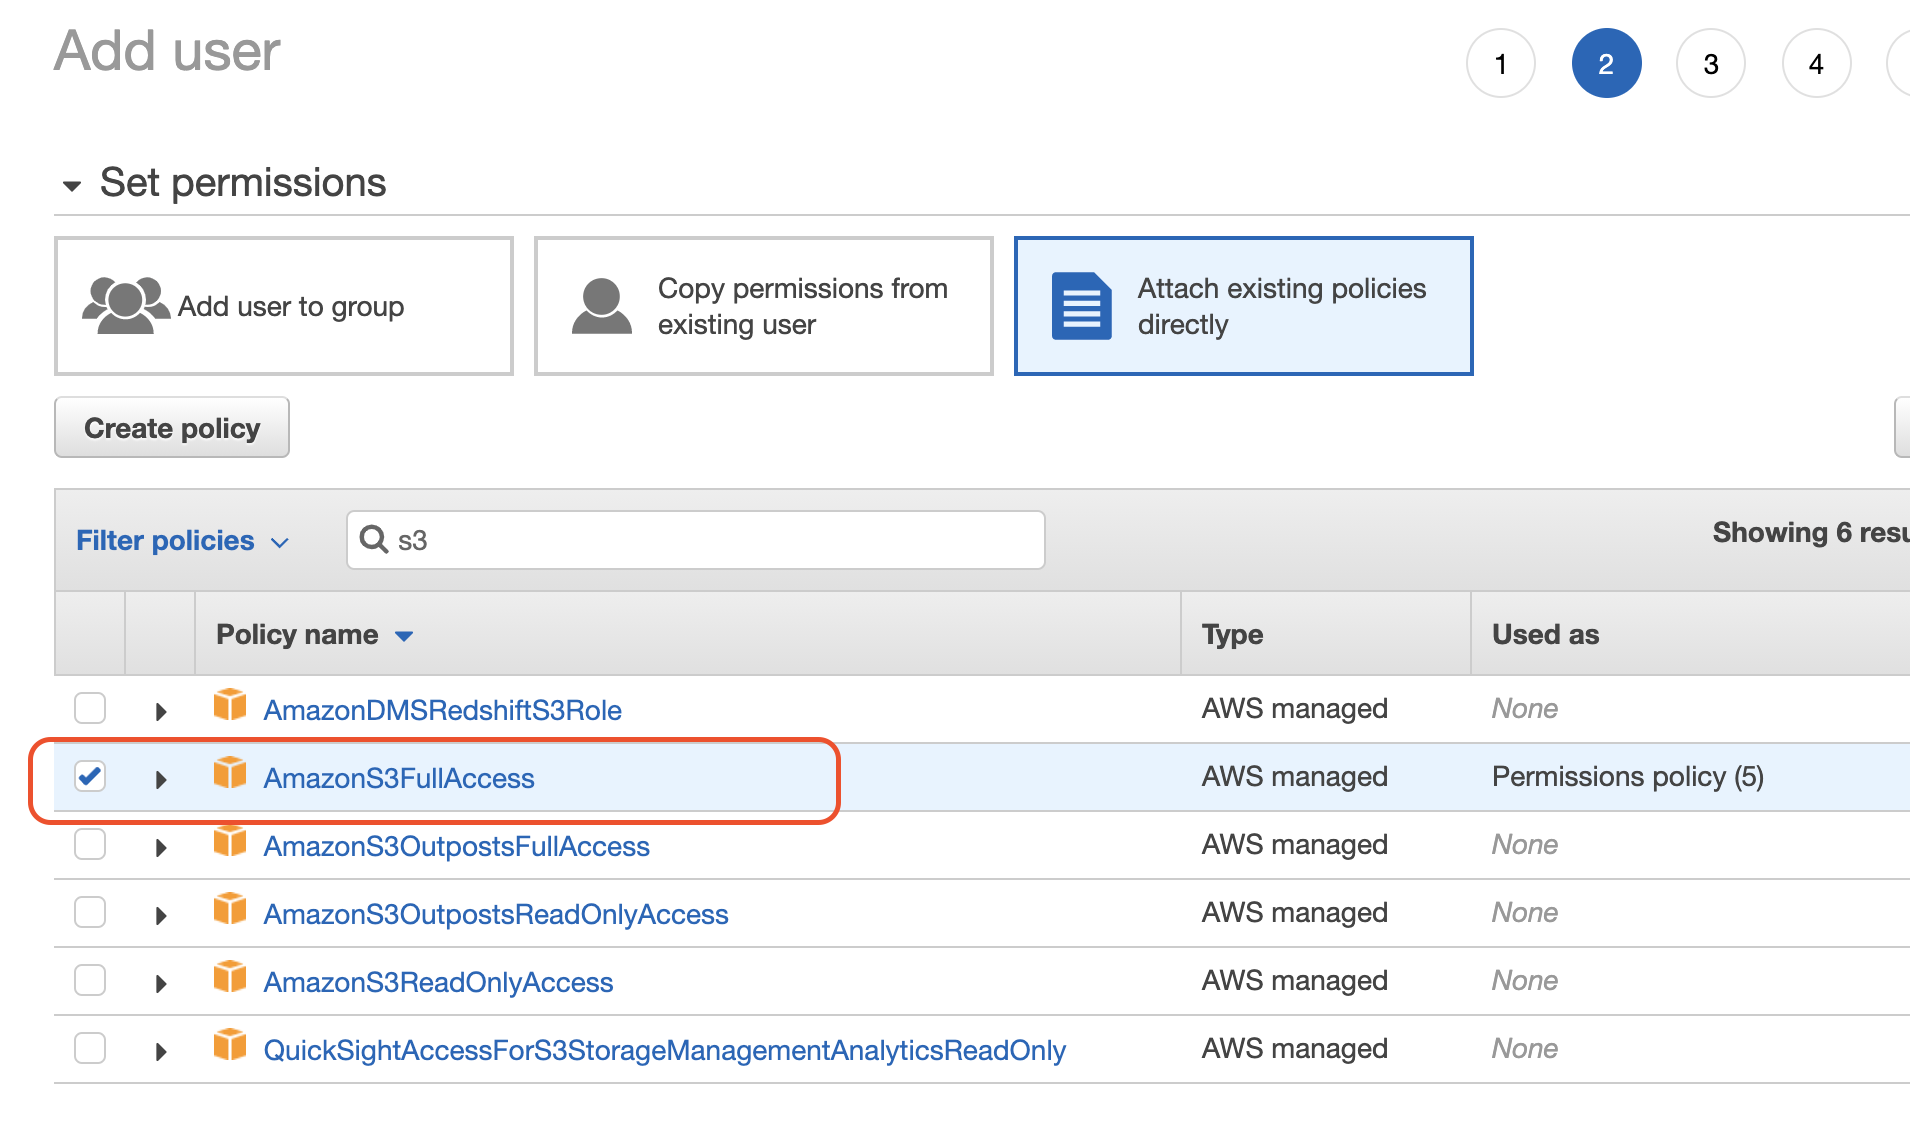 Add user
1 2 3 4
Set permissions
Add user to group
Copy permissions from
existing user
Attach existing policies
directly
Create policy
Filter policies
s3
Showing 6
Policy name Type Used as
AmazonDMSRedshiftS3Role AWS managed None
AmazonS3FullAccess AWS managed Permissions policy (5)
AmazonS3OutpostsFullAccess AWS managed None
AmazonS3OutpostsReadOnlyAccess AWS managed None
AmazonS3ReadOnlyAccess AWS managed None
QuickSightAccessForS3StorageManagementAnalyticsReadOnly AWS managed None